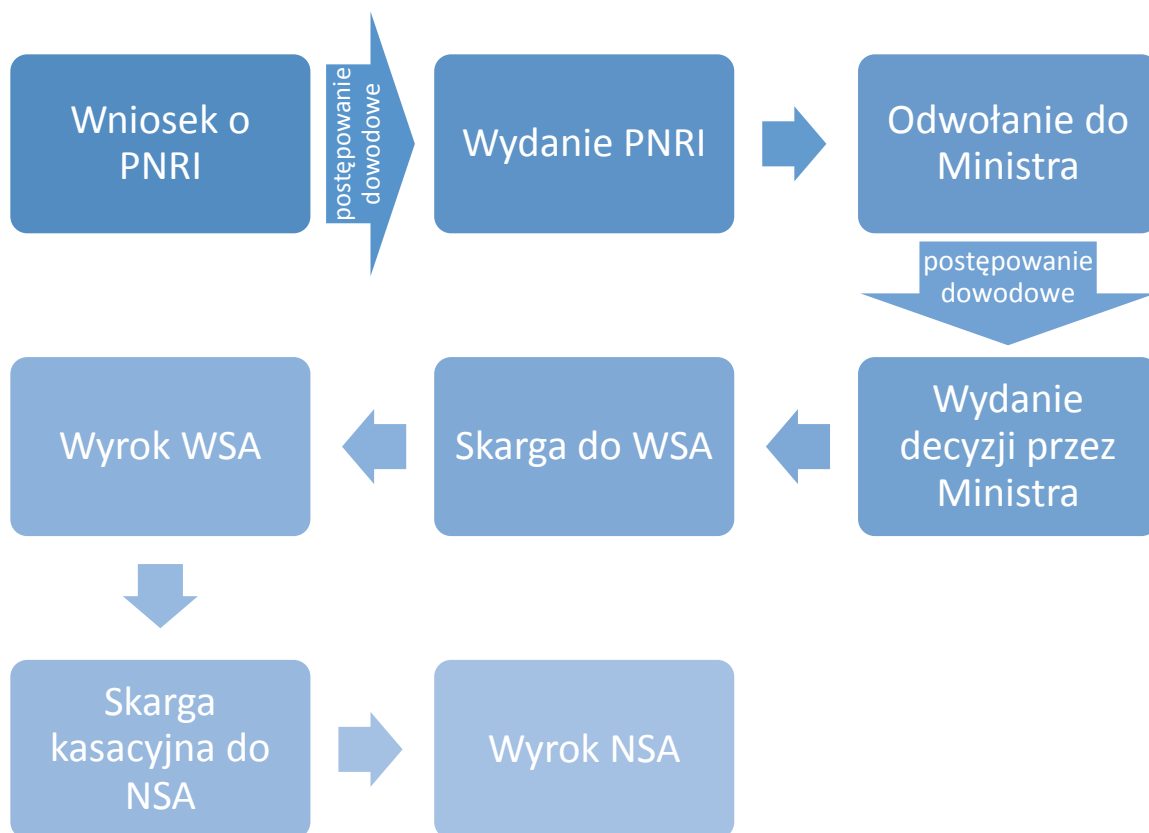 Wniosek o
PNRI
postępowanie
dowodowe
Wydanie PNRI
Odwołanie do
Ministra
postępowanie
dowodowe
Wydanie
decyzji przez
Ministra
Skarga do WSA
Wyrok WSA
Skarga
kasacyjna do
NSA
Wyrok NSA